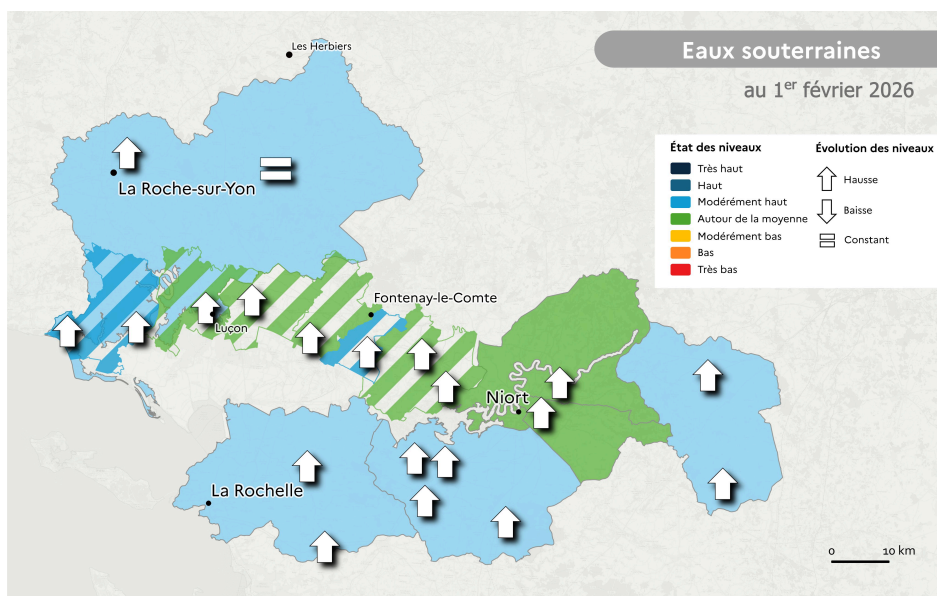 Les Herbiers
Eaux souterraines
au 1er février 2026
État des niveaux
Très haut
Haut
Modérément haut
Autour de la moyenne
Modérément bas
Bas
Très bas
Évolution des niveaux
Hausse
Baisse
Constant
La Roche-sur-Yon
Fontenay-le-Comte
Luçon
Niort
La Rochelle
0 10 km